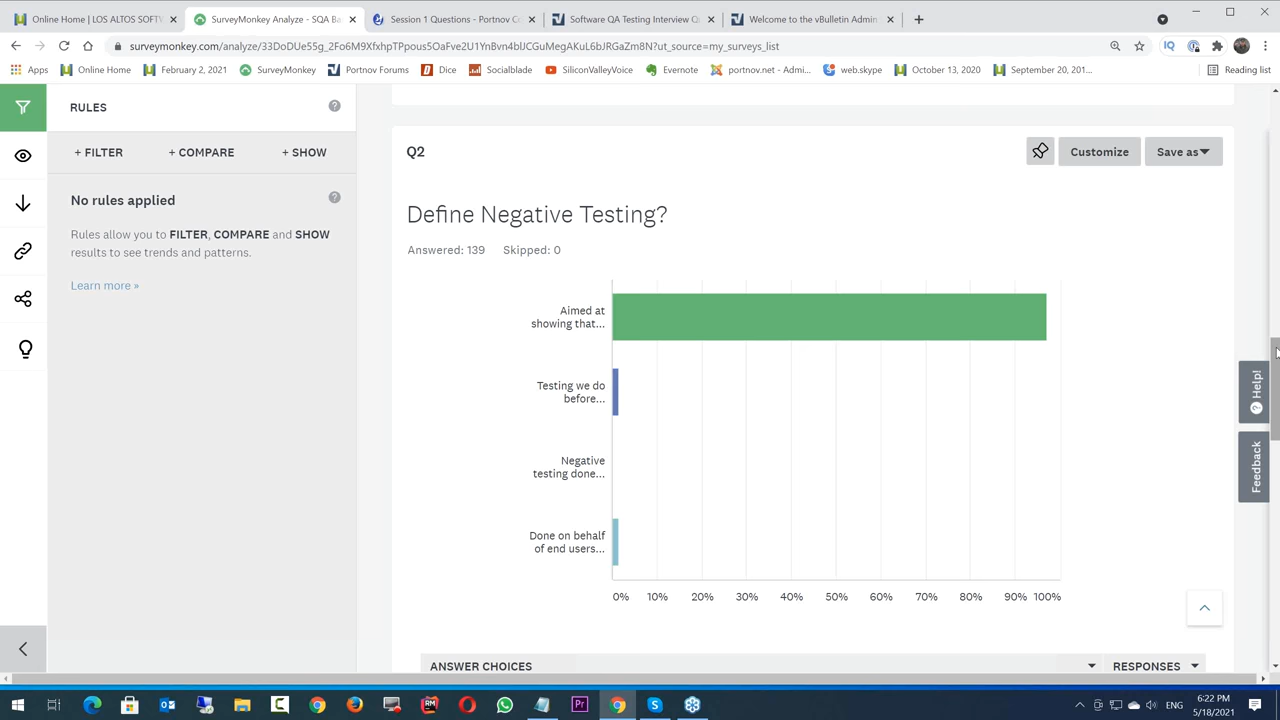 Online Home | LOS ALTOS SOFTW
SurveyMonkey Analyze - SQA Ba
Session 1 Questions - Portnov Co
Software QA Testing Interview Q
Welcome to the vBulletin Admin
surveymonkey.com/analyze/33DoDUe55g_2Fo6M9XfxhpTPpous5OaFve2U1YnBvn4bUCGuMegAKuL6bJRGaZm8N?ut_source=my_surveys_list
Apps
Online Home
February 2, 2021
SurveyMonkey
Portnov Forums
Dice
Socialblade
SiliconValleyVoice
Evernote
portnov.net - Admi...
web.skype
October 13, 2020
September 20, 201...
Reading list
RULES
+ FILTER
+ COMPARE
+ SHOW
No rules applied
Rules allow you to FILTER, COMPARE and SHOW
results to see trends and patterns.
Learn more »
Q2
Customize
Save as
Define Negative Testing?
Answered: 139 Skipped: 0
Aimed at
showing that...
Testing we do
before...
Negative
testing done...
Done on behalf
of end users...
0% 10% 20% 30% 40% 50% 60% 70% 80% 90% 100%
ANSWER CHOICES
RESPONSES
Help!
Feedback
ENG
6:22 PM
5/18/2021